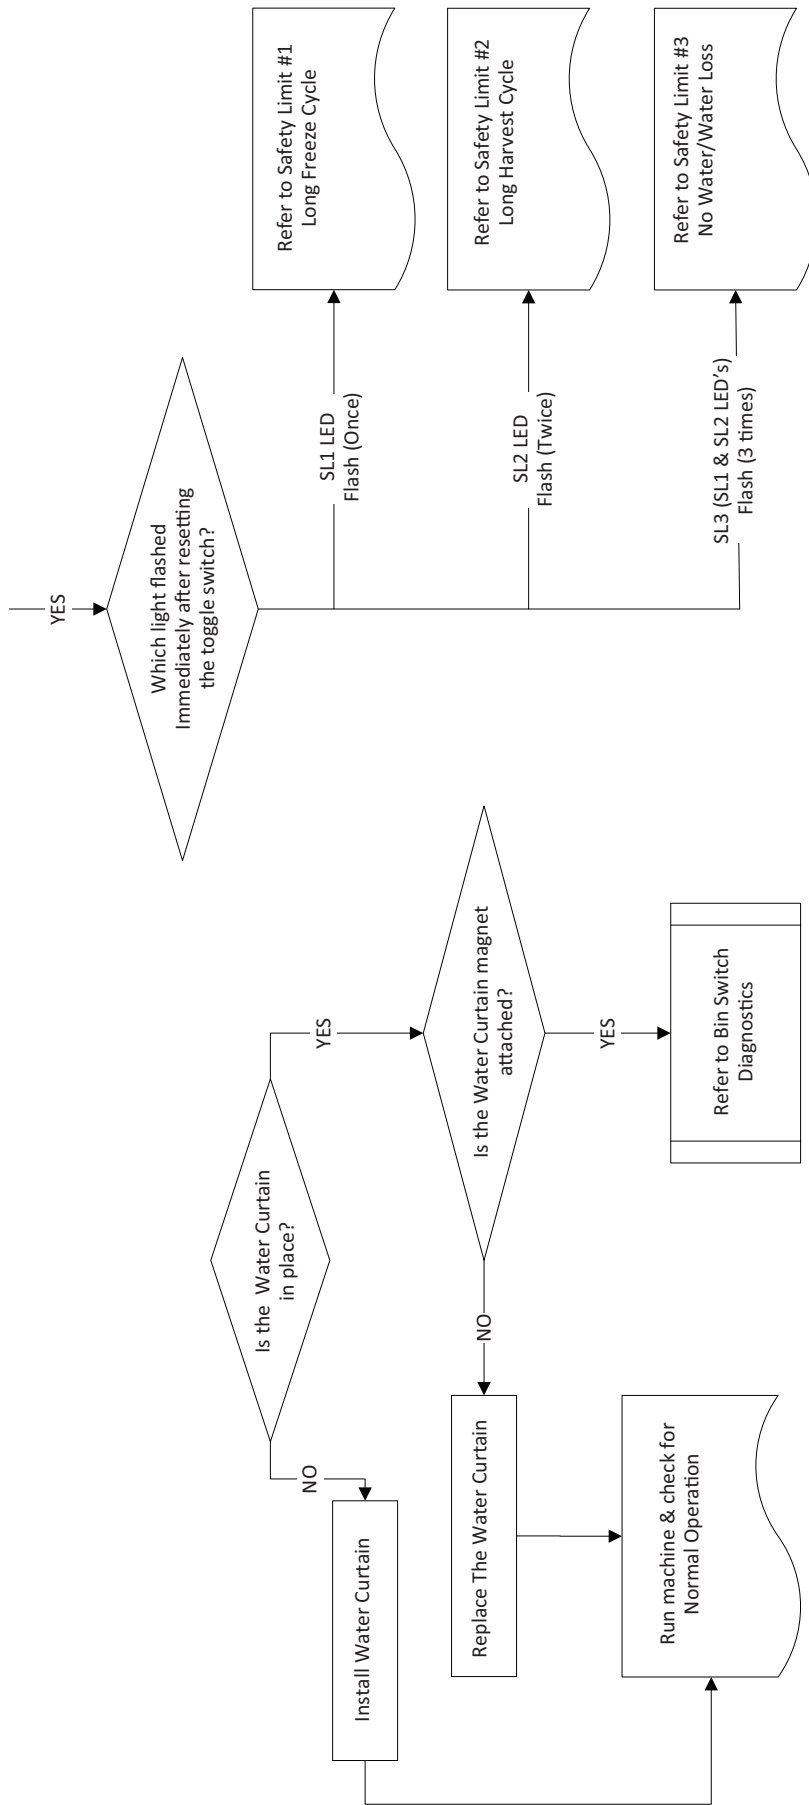 Is the  Water Curtain
in place?
NO
YES
Install Water Curtain
Is the Water Curtain magnet
attached?
NO
YES
Replace The Water Curtain
Refer to Bin Switch
Diagnostics
Run machine & check for
Normal Operation
YES
Which light flashed
Immediately after resetting
the toggle switch?
SL1 LED
Flash (Once)
Refer to Safety Limit #1
Long Freeze Cycle
SL2 LED
Flash (Twice)
Refer to Safety Limit #2
Long Harvest Cycle
SL3 (SL1 & SL2 LED’s)
Flash (3 times)
Refer to Safety Limit #3
No Water/Water Loss